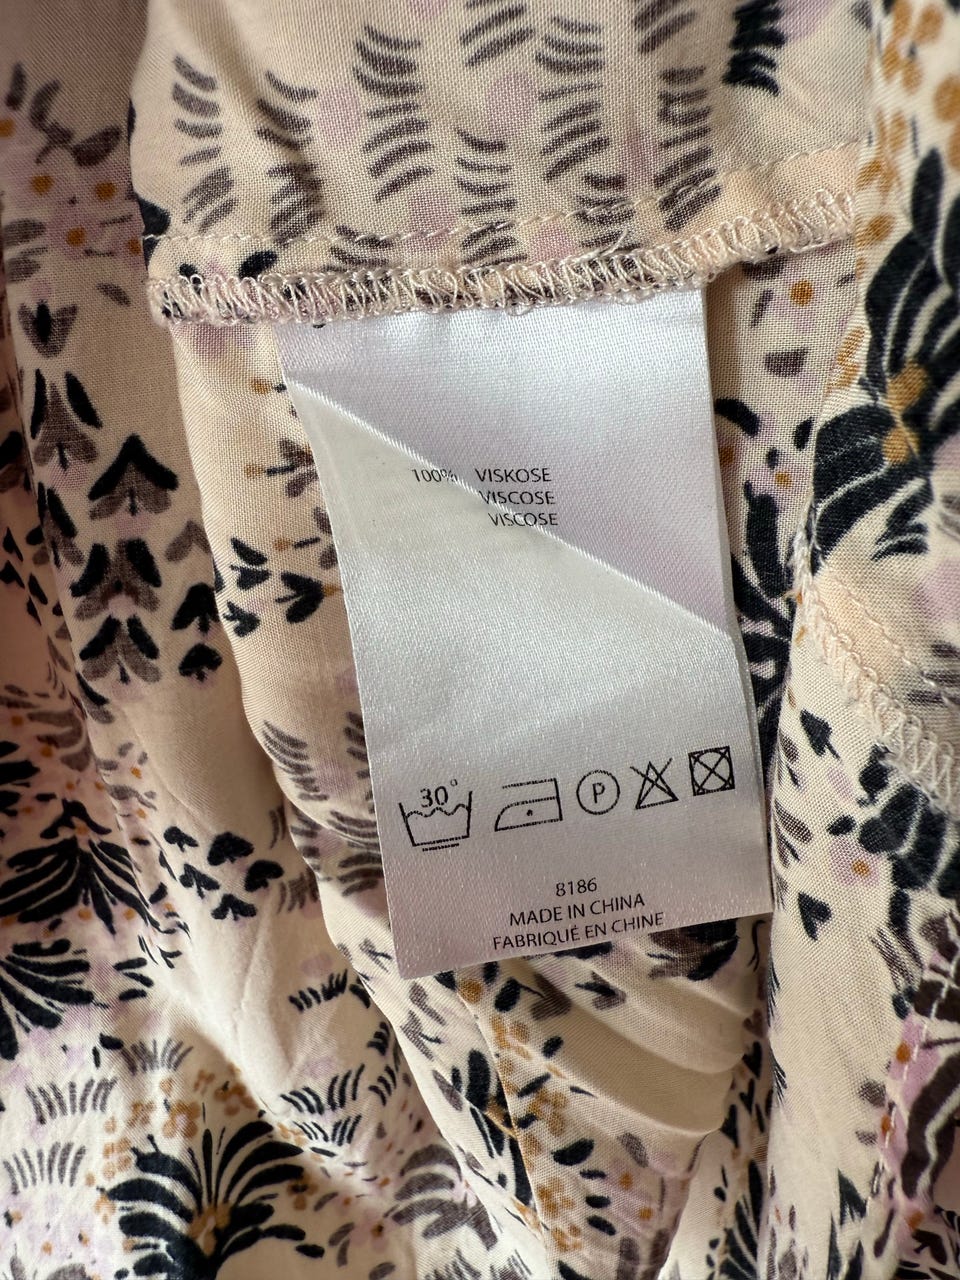 100% VISKOSE
VISCOSE
VISCOSE
30°
P
8186
MADE IN CHINA
FABRIQUÉ EN CHINE